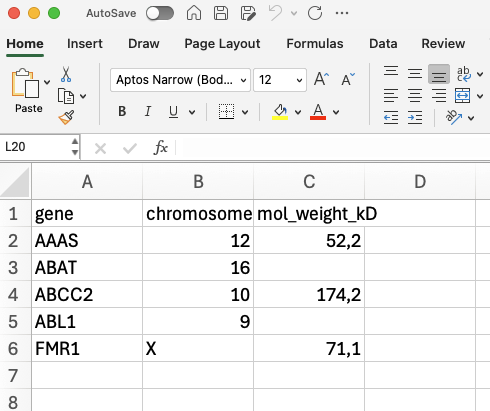 AutoSave
Home Insert Draw Page Layout Formulas Data Review
Paste Aptos Narrow (Bod... 12 A A ab c
B I U A
L20 fx
A B C D
1 gene chromosome mol_weight_kD
2 AAAS 12 52,2
3 ABAT 16
4 ABCC2 10 174,2
5 ABL1 9
6 FMR1 X 71,1
7
8